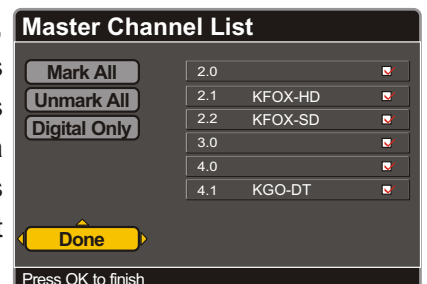 Master Channel List
Mark All
Unmark All
Digital Only
Done
2.0
2.1 KFOX-HD
2.2 KFOX-SD
3.0
4.0
4.1 KGO-DT
Press OK to finish